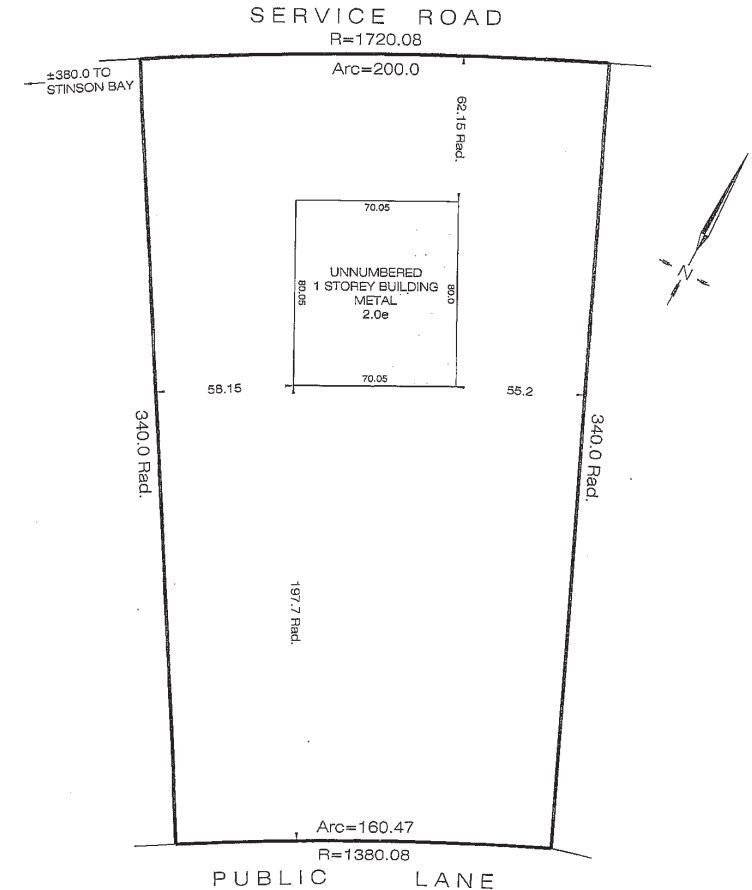 SERVICE ROAD
R=1720.08
Arc=200.0
±380.0 TO
STINSON BAY
62.15 Rad.
70.05
UNNUMBERED
1 STOREY BUILDING
METAL
2.0e
80.05
80.0
N
70.05
58.15
55.2
340.0 Rad.
340.0 Rad.
197.7 Rad.
Arc=160.47
R=1380.08
PUBLIC LANE